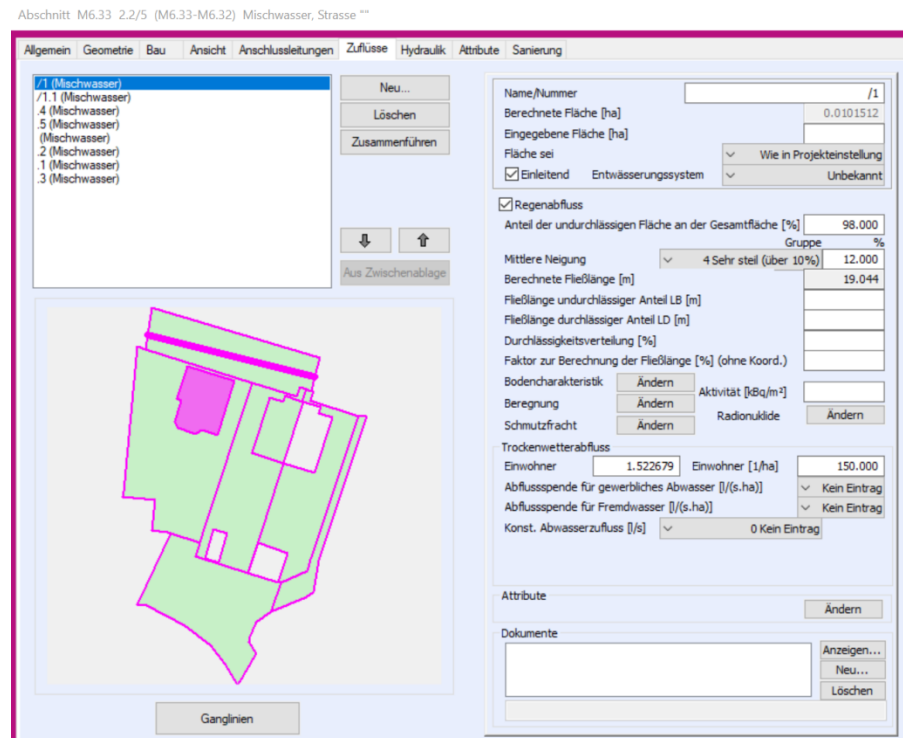 Abschnitt M6.33 2.2/5 (M6.33-M6.32) Mischwasser, Strasse ""
Allgemein Geometrie Bau Ansicht Anschlussleitungen Zuflüsse Hydraulik Attribute Sanierung
/1 (Mischwasser)
/1.1 (Mischwasser)
.4 (Mischwasser)
.5 (Mischwasser)
(Mischwasser)
.2 (Mischwasser)
.1 (Mischwasser)
.3 (Mischwasser)
Neu...
Löschen
Zusammenführen
Aus Zwischenablage
Ganglinien
Name/Nummer /1
Berechnete Fläche [ha] 0.0101512
Eingegebene Fläche [ha]
Fläche sei Wie in Projekteinstellung
Einleitend Entwässerungssystem Unbekannt
Regenabfluss
Anteil der undurchlässigen Fläche an der Gesamtfläche [%] 98.000
Gruppe %
Mittlere Neigung 4 Sehr steil (über 10%) 12.000
Berechnete Fließlänge [m] 19.044
Fließlänge undurchlässiger Anteil LB [m]
Fließlänge durchlässiger Anteil LD [m]
Durchlässigkeitsverteilung [%]
Faktor zur Berechnung der Fließlänge [%] (ohne Koord.)
Bodencharakteristik Ändern
Aktivität [kBq/m²]
Beregnung Ändern
Radionuklide Ändern
Schmutzfracht Ändern
Trockenwetterabfluss
Einwohner 1.522679 Einwohner [1/ha] 150.000
Abflussspende für gewerbliches Abwasser [l/(s.ha)] Kein Eintrag
Abflussspende für Fremdwasser [l/(s.ha)] Kein Eintrag
Konst. Abwasserzufluss [l/s] 0 Kein Eintrag
Attribute
Ändern
Dokumente
Anzeigen...
Neu...
Löschen